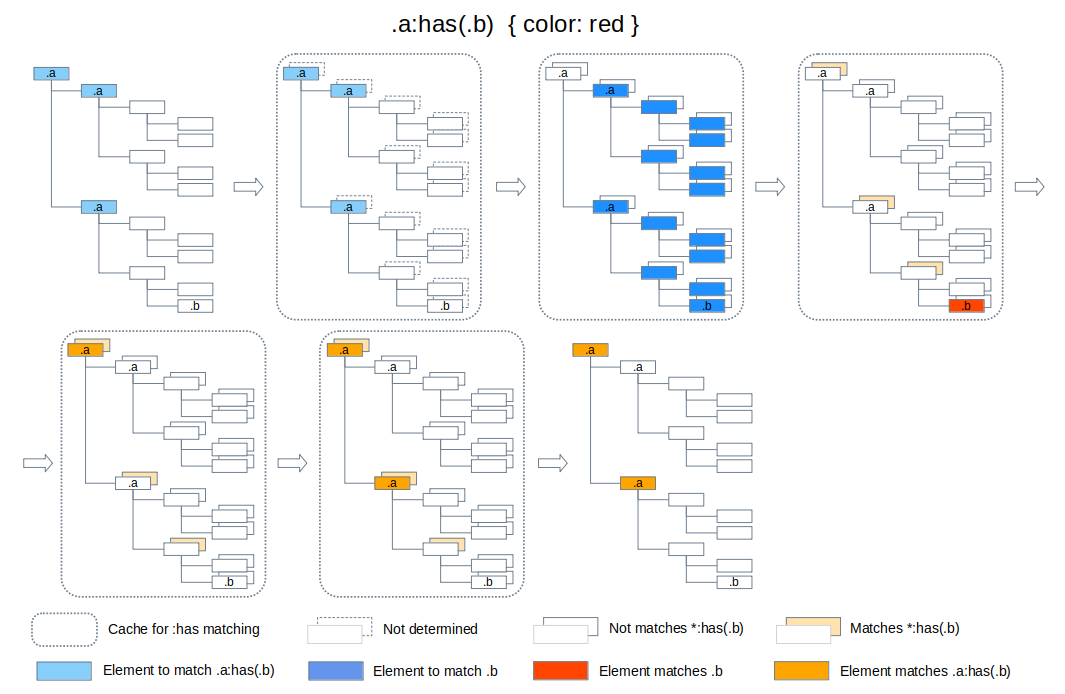 .a:has(.b) { color: red }
.a
.a
.a
.b
.a
.a
.a
.b
.a
.a
.a
.b
.a
.a
.a
.b
.a
.a
.a
.b
.a
.a
.a
.b
.a
.a
.a
.b
Cache for :has matching
Not determined
Not matches *:has(.b)
Matches *:has(.b)
Element to match .a:has(.b)
Element to match .b
Element matches .b
Element matches .a:has(.b)